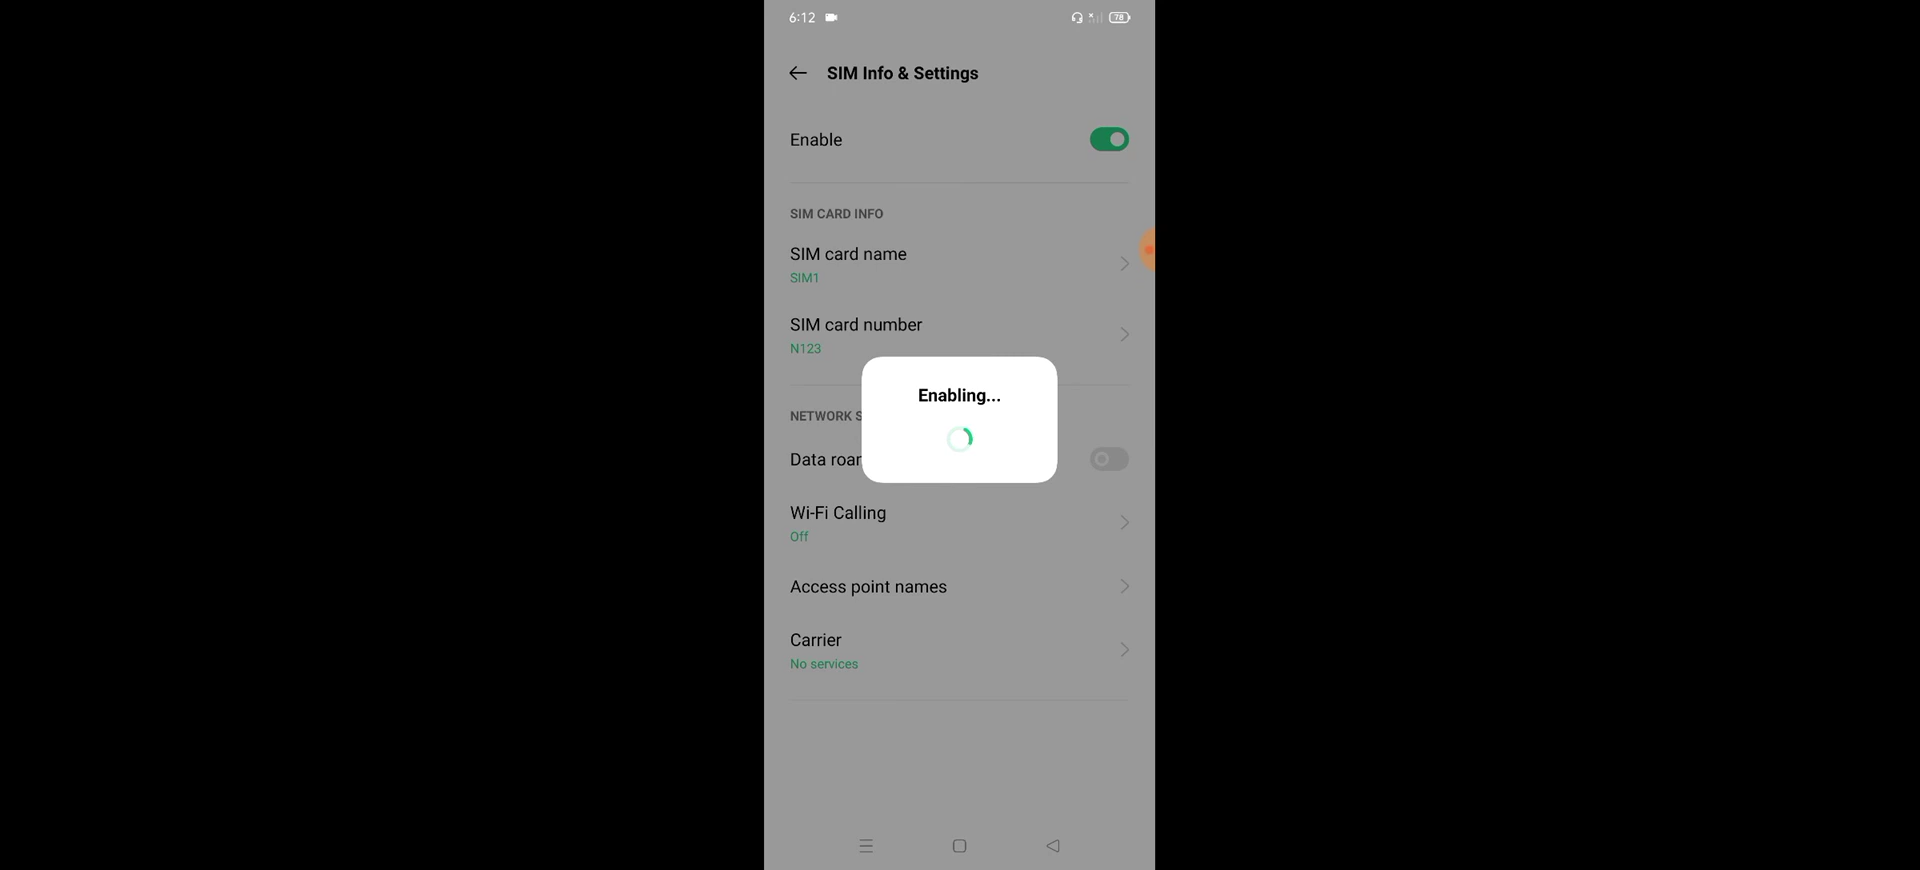 6:12
78
SIM Info & Settings
Enable
SIM CARD INFO
SIM card name
SIM1
SIM card number
N123
Enabling...
NETWORK S
Data roar
Wi-Fi Calling
Off
Access point names
Carrier
No services